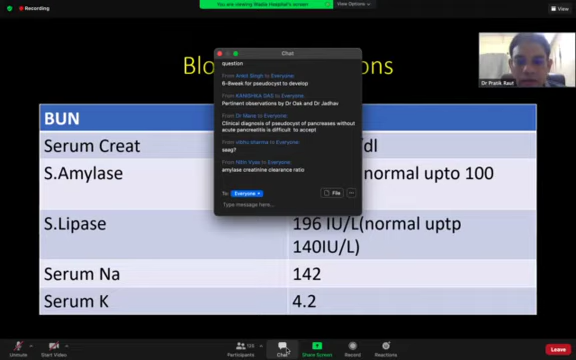 Recording
You are viewing Wadia Hospital's screen
View Options
View
Blo
ons
Dr Pratik Raut
Chat
question
From Ankit Singh to Everyone:
6-8week for pseudocyst to develop
From KANISHKA DAS to Everyone:
Pertinent observations by Dr Oak and Dr Jadhav
From Dr Mane to Everyone:
Clinical diagnosis of pseudocyst of pancreases without
acute pancreatitis is difficult to accept
From vibhu sharma to Everyone:
seag?
From Nitin Vyas to Everyone:
amylase creatinine clearance ratio
To: Everyone
File
Type message here...
BUN
Serum Creat
/dl
S.Amylase
normal upto 100
S.Lipase
196 IU/L(normal uptp
140IU/L)
Serum Na
142
Serum K
4.2
Unmute
Start Video
Participants
Chat
Share Screen
Record
Reactions
Leave